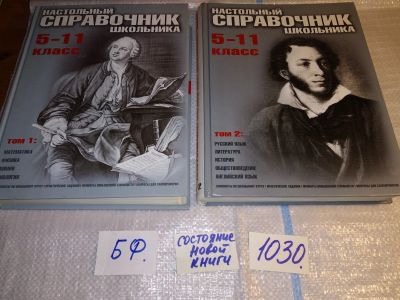 НАСТОЛЬНЫЙ
СПРАВОЧНИК
ШКОЛЬНИКА
5-11
КЛАСС
ТОМ 1:
МАТЕМАТИКА
ФИЗИКА
ХИМИЯ
БИОЛОГИЯ
НАСТОЛЬНЫЙ
СПРАВОЧНИК
ШКОЛЬНИКА
5-11
КЛАСС
ТОМ 2:
РУССКИЙ ЯЗЫК
ЛИТЕРАТУРА
ИСТОРИЯ
ОБЩЕСТВОВЕДЕНИЕ
АНГЛИЙСКИЙ ЯЗЫК
БФ.
СОСТОЯНИЕ
НОВОЙ
КНИГИ
1030.